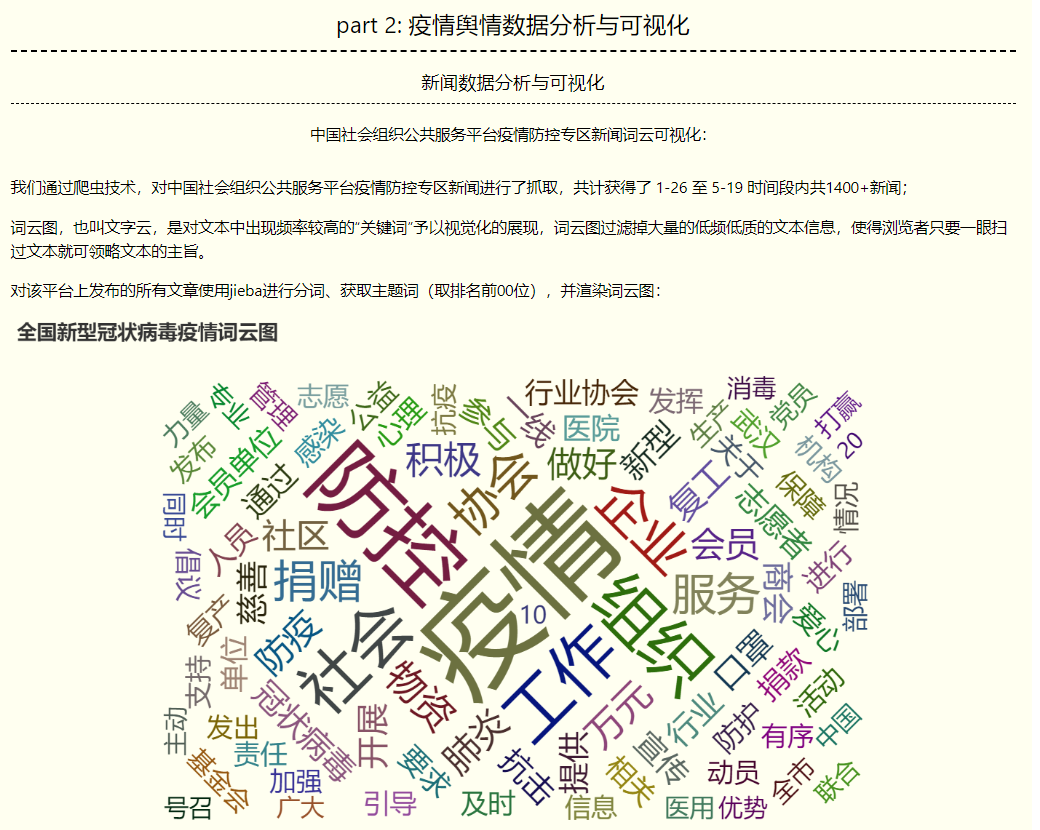 part 2: 疫情舆情数据分析与可视化
新闻数据分析与可视化
中国社会组织公共服务平台疫情防控专区新闻词云可视化：
我们通过爬虫技术，对中国社会组织公共服务平台疫情防控专区新闻进行了抓取，共计获得了 1-26 至 5-19 时间段内共1400+新闻；
词云图，也叫文字云，是对文本中出现频率较高的“关键词”予以视觉化的展现，词云图过滤掉大量的低频低质的文本信息，使得浏览者只要一眼扫
过文本就可领略文本的主旨。
对该平台上发布的所有文章使用jieba进行分词、获取主题词（取排名前00位），并渲染词云图：
全国新型冠状病毒疫情词云图
力量
专业
管理
志愿
公益
心理
抗疫
参与
一线
行业协会
医院
发挥
消毒
生产
武汉
党员
打赢
20
发布
会员单位
感染
积极
协会
做好
新型
关于
机构
同时
通过
防控
疫情
企业
复工
志愿者
保障
情况
倡议
人员
社区
会员
进行
慈善
捐赠
服务
商会
部署
复产
防疫
社会
10
组织
爱心
支持
单位
物资
工作
口罩
捐款
活动
主动
发出
冠状病毒
开展
肺炎
万元
行业
防护
有序
中国
责任
要求
抗击
提供
宣传
基金会
加强
相关
动员
全市
联合
号召
广大
引导
及时
信息
医用
优势